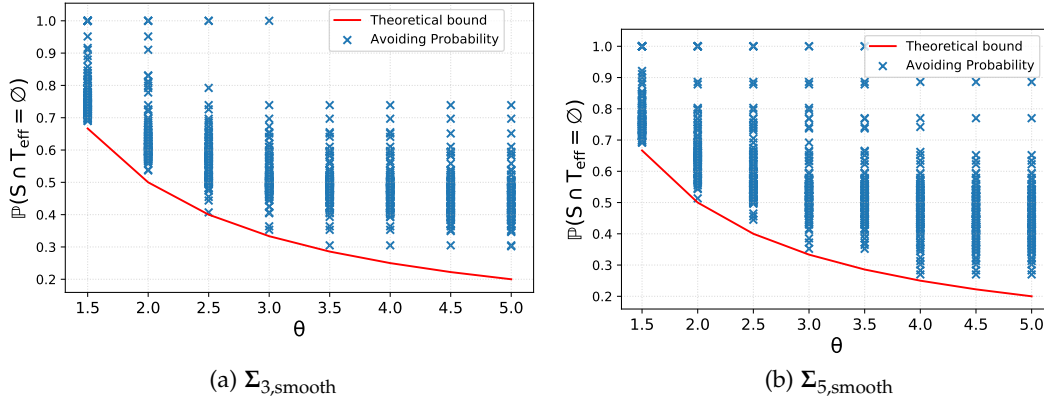 Theoretical bound
Avoiding Probability
ℙ(S ∩ T_eff = ∅)
1.0
0.9
0.8
0.7
0.6
0.5
0.4
0.3
0.2
1.5 2.0 2.5 3.0 3.5 4.0 4.5 5.0
θ
(a) Σ3,smooth
Theoretical bound
Avoiding Probability
ℙ(S ∩ T_eff = ∅)
1.0
0.9
0.8
0.7
0.6
0.5
0.4
0.3
0.2
1.5 2.0 2.5 3.0 3.5 4.0 4.5 5.0
θ
(b) Σ5,smooth